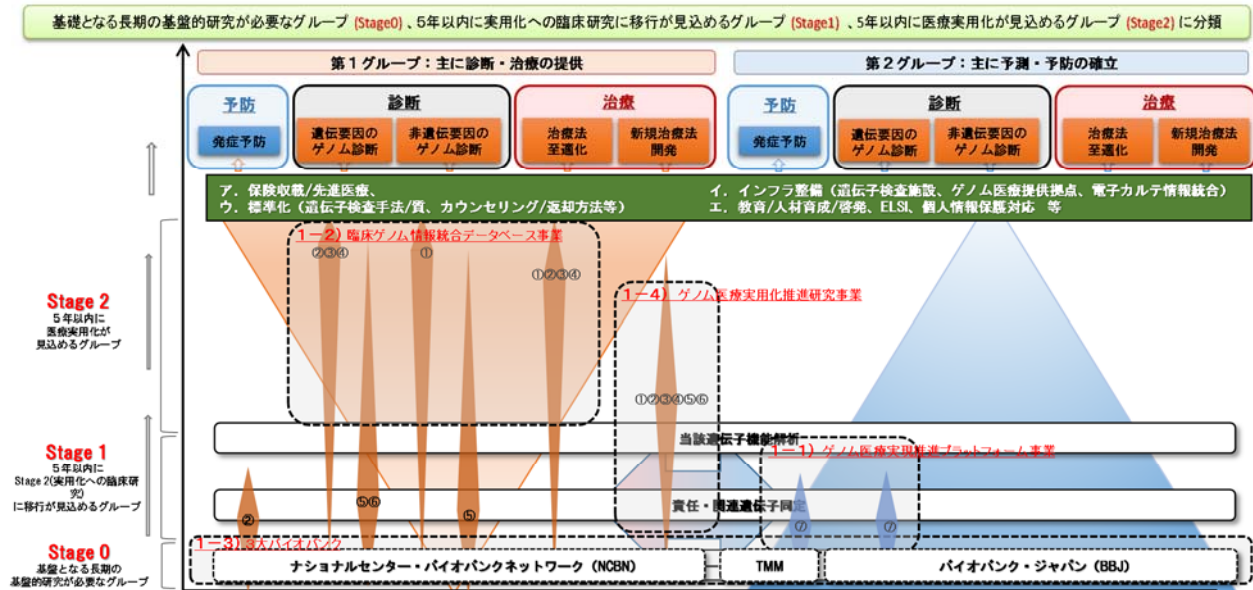 基礎となる長期の基盤的研究が必要なグループ (Stage0) 、5年以内に実用化への臨床研究に移行が見込めるグループ (Stage1) 、5年以内に医療実用化が見込めるグループ (Stage2) に分類
第1グループ：主に診断・治療の提供
第2グループ：主に予測・予防の確立
予防
診断
治療
予防
診断
治療
発症予防
遺伝要因の
ゲノム診断
非遺伝要因の
ゲノム診断
治療法
至適化
新規治療法
開発
発症予防
遺伝要因の
ゲノム診断
非遺伝要因の
ゲノム診断
治療法
至適化
新規治療法
開発
ア．保険収載/先進医療、
イ．インフラ整備（遺伝子検査施設、ゲノム医療提供拠点、電子カルテ情報統合）
ウ．標準化（遺伝子検査手法/質、カウンセリング/返却方法等）
エ．教育/人材育成/啓発、ELSI、個人情報保護対応 等
1－2）臨床ゲノム情報統合データベース事業
②③④
①
①②③④
1－4）ゲノム医療実用化推進研究事業
Stage 2
5年以内に
医療実用化が
見込めるグループ
①②③④⑤⑥
当該遺伝子機能解析
1－1）ゲノム医療実現推進プラットフォーム事業
Stage 1
5年以内に
Stage 2(実用化への臨床研
究)
に移行が見込めるグループ
責任・関連遺伝子同定
②
⑤⑥
⑤
⑦
⑦
1－3）3大バイオバンク
Stage 0
基盤となる長期の
基盤的研究が必要なグループ
ナショナルセンター・バイオバンクネットワーク（NCBN）
TMM
バイオバンク・ジャパン（BBJ）